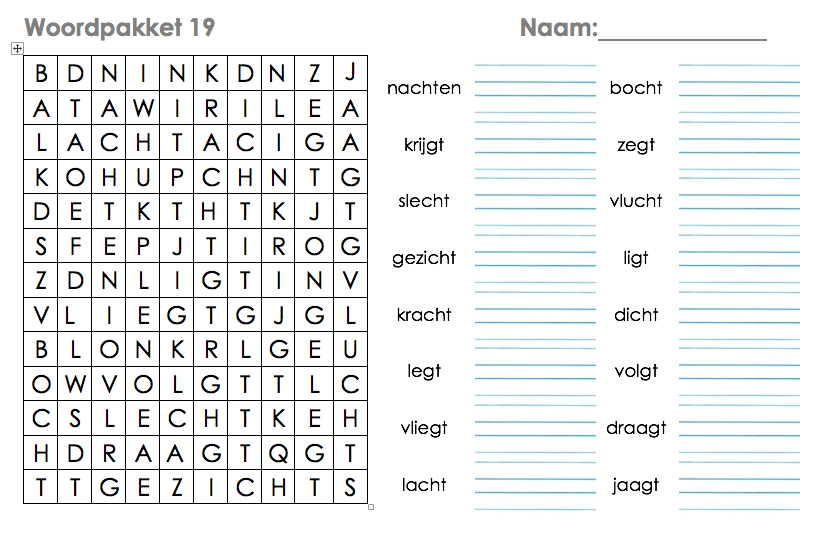 Woordpakket 19 Naam:______________
B D N I N K D N Z J
A T A W I R I L E A
L A C H T A C I G A
K O H U P C H N T G
D E T K T H T K J T
S F E P J T I R O G
Z D N L I G T I N V
V L I E G T G J G L
B L O N K R L G E U
O W V O L G T T L C
C S L E C H T K E H
H D R A A G T Q G T
T T G E Z I C H T S
nachten bocht
krijgt zegt
slecht vlucht
gezicht ligt
kracht dicht
legt volgt
vliegt draagt
lacht jaagt